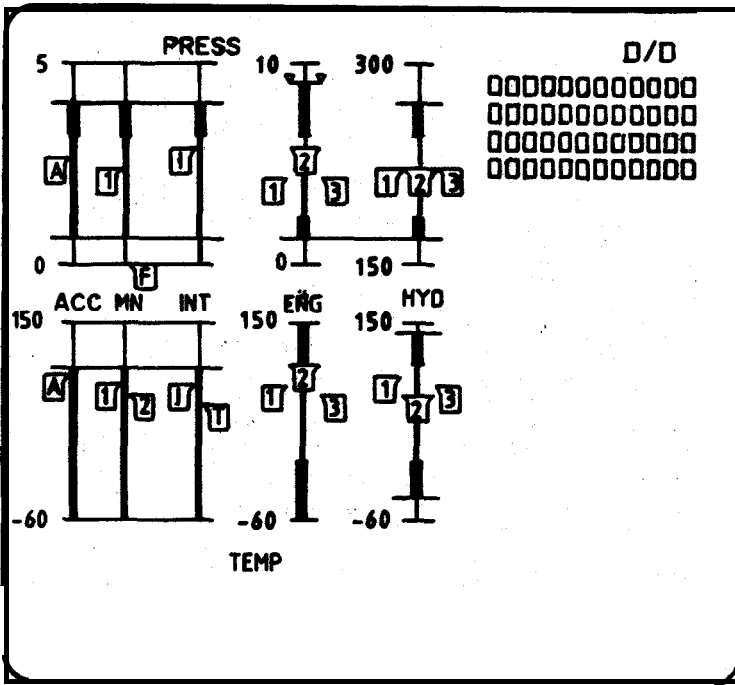 PRESS
D/D
5 10 300
A 1 1 2 1 3 1 2 3
0 F 0 150
ACC MN INT ENG HYD
150 150 150
A 1 2 1 T 2 1 3 1 2 3
-60 -60 -60
TEMP